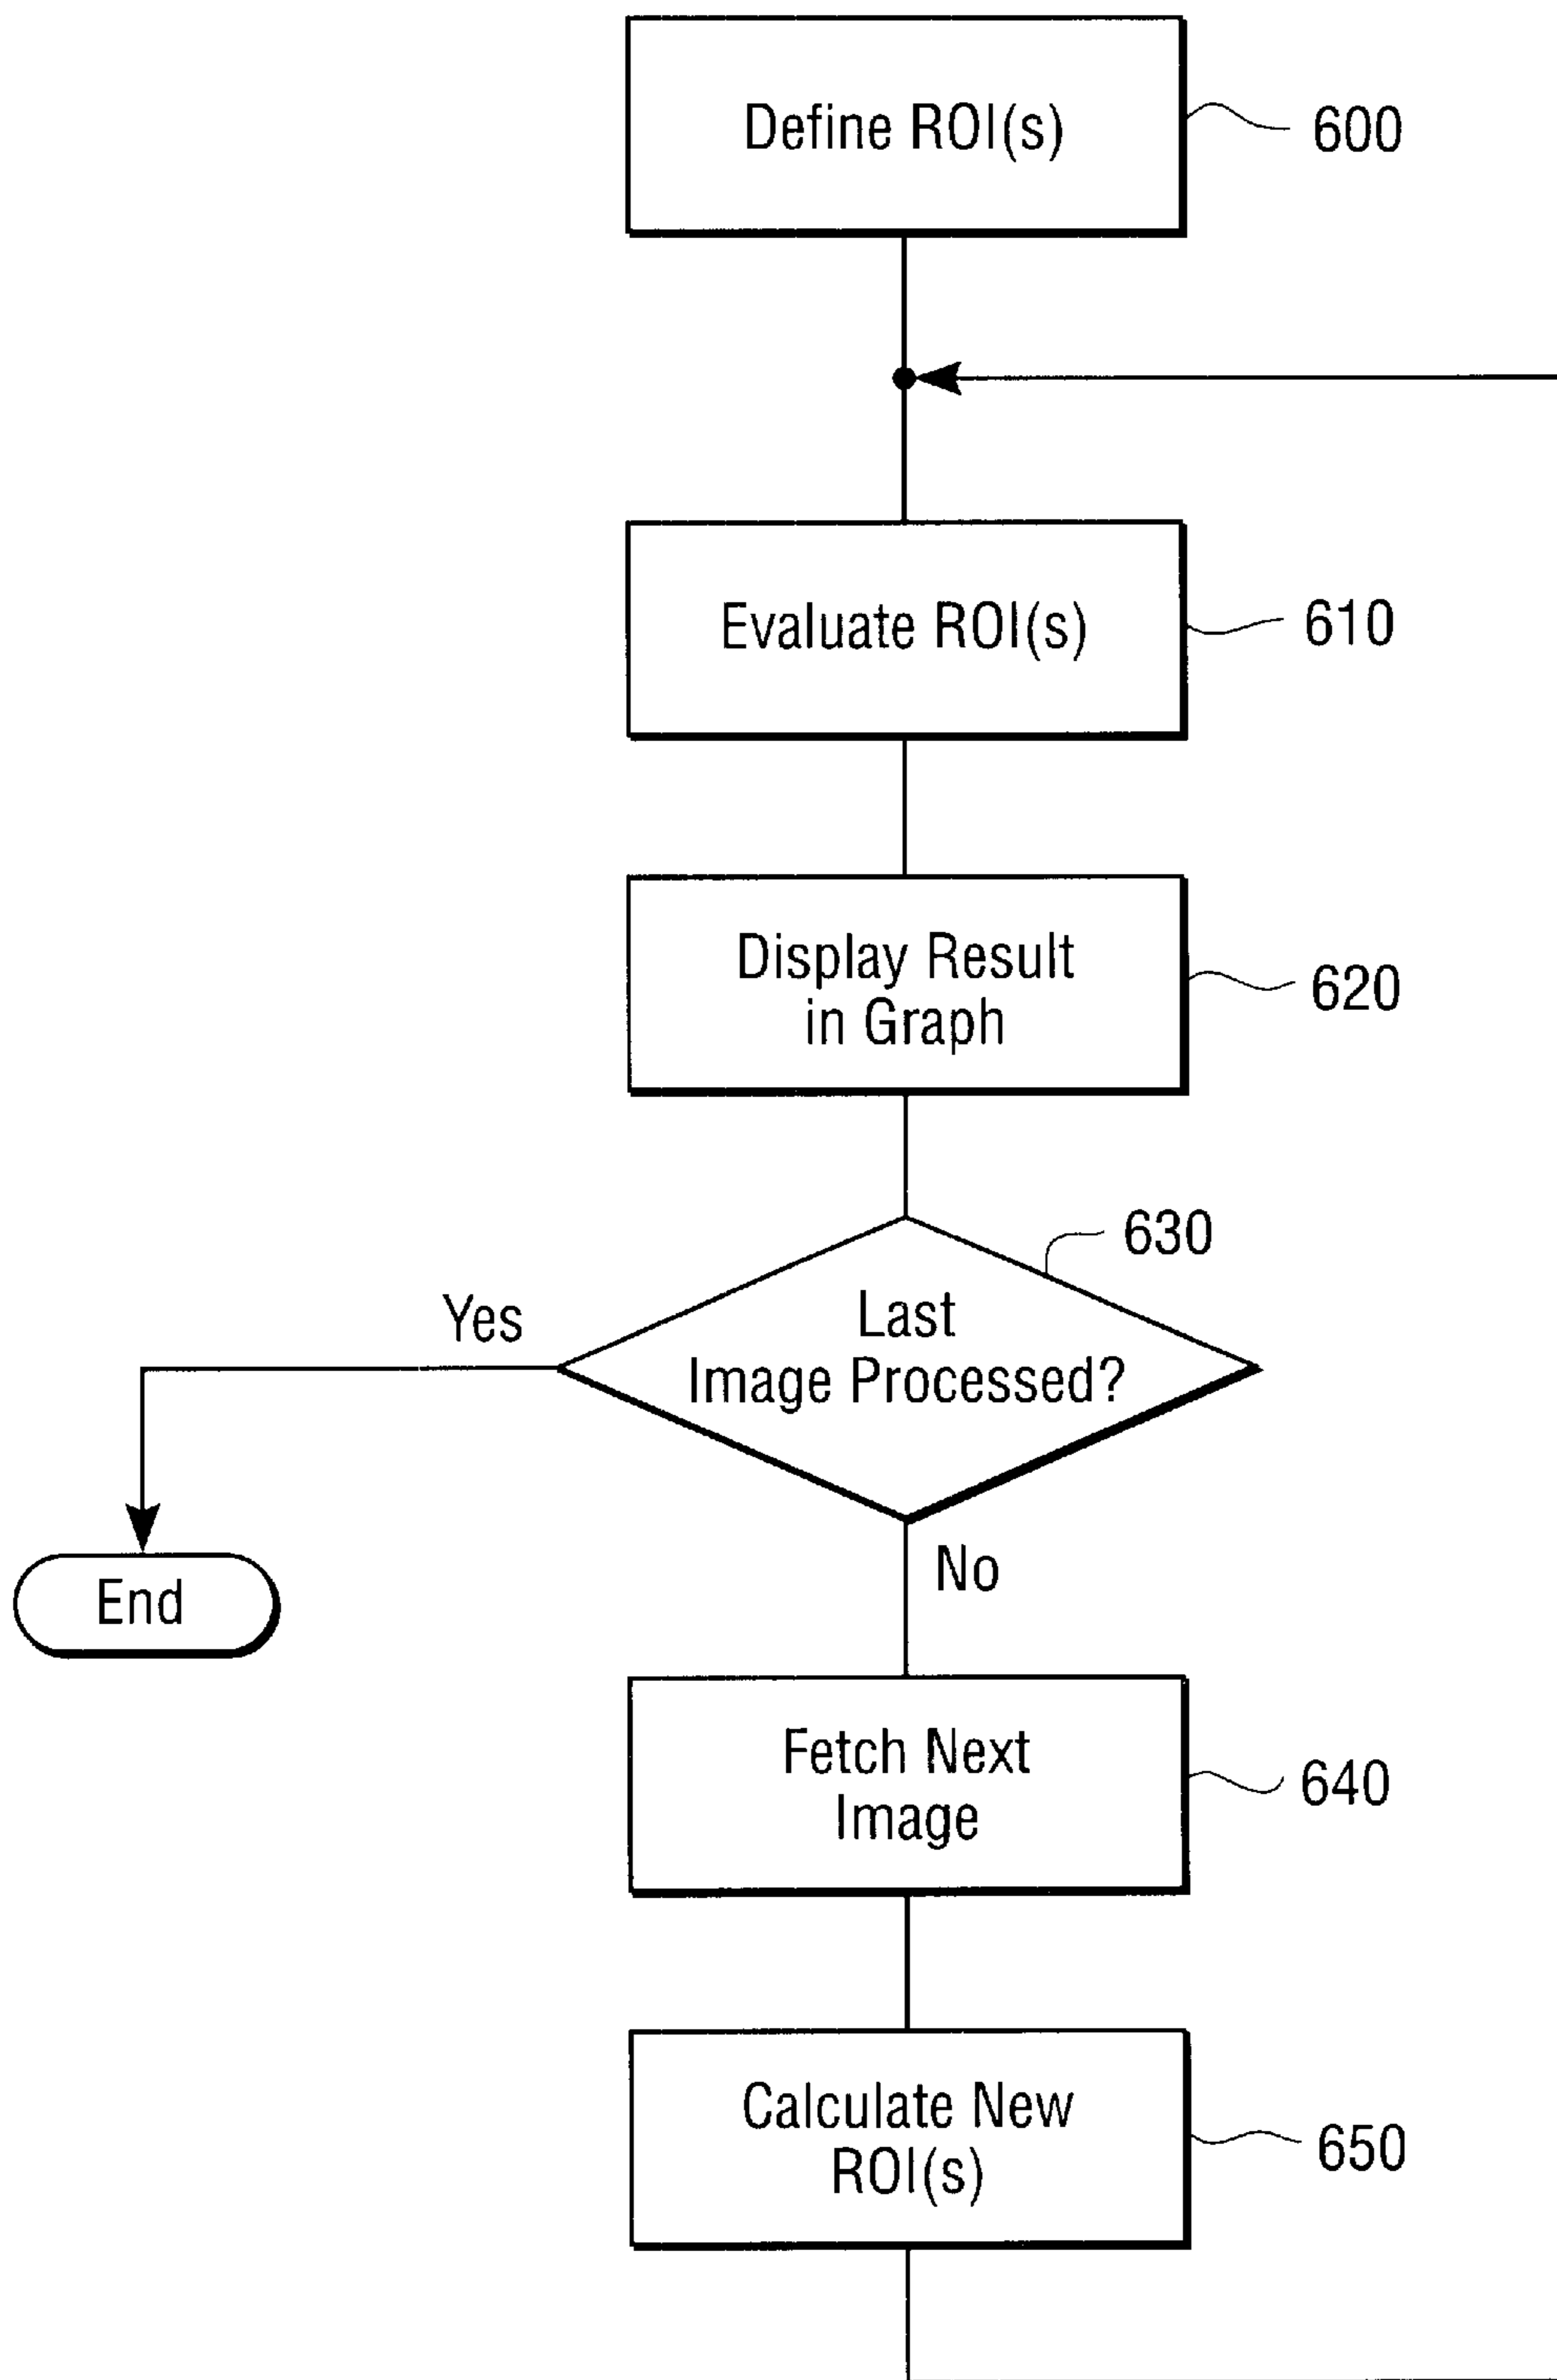 Define ROI(s)
600
Evaluate ROI(s)
610
Display Result
in Graph
620
630
Last
Image Processed?
Yes
No
End
Fetch Next
Image
640
Calculate New
ROI(s)
650